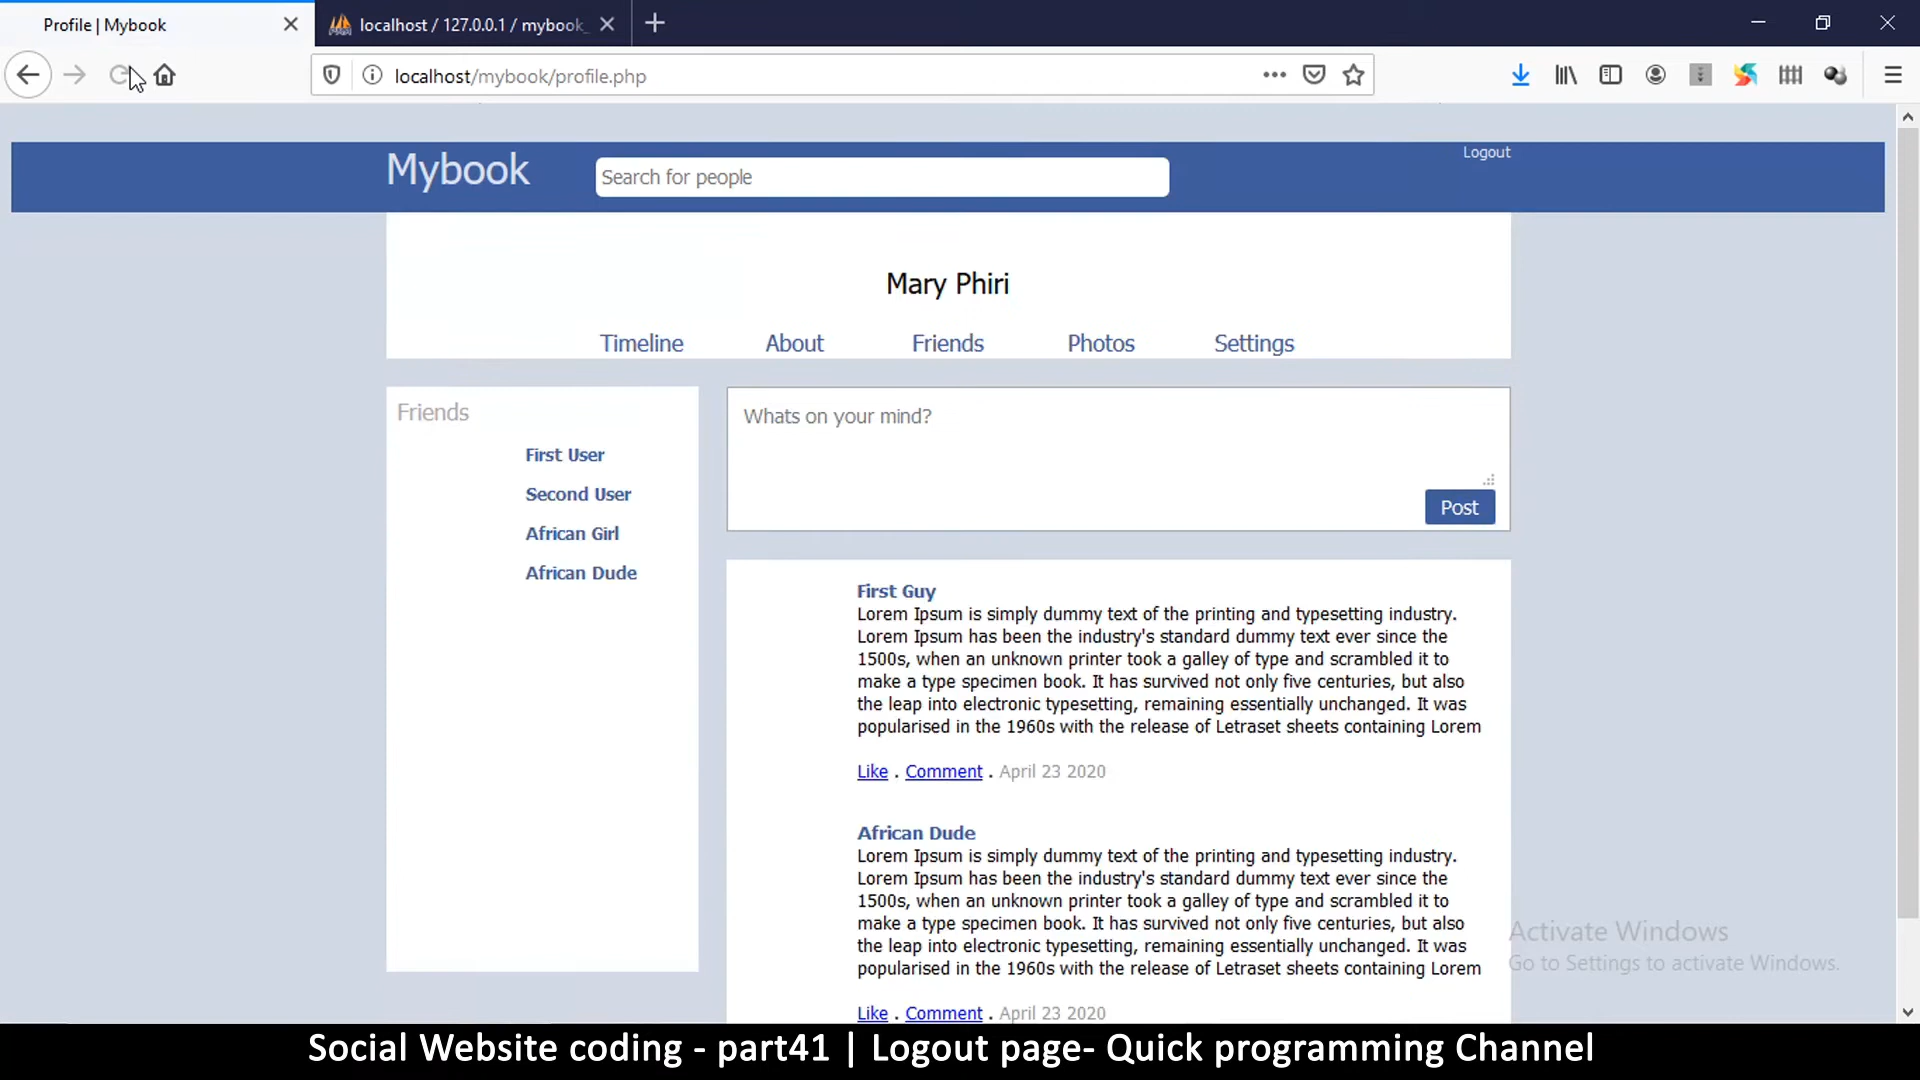 Profile | Mybook
localhost / 127.0.0.1 / mybook_
localhost/mybook/profile.php
Mybook
Search for people
Logout
Mary Phiri
Timeline About Friends Photos Settings
Friends
First User
Second User
African Girl
African Dude
Whats on your mind?
Post
First Guy
Lorem Ipsum is simply dummy text of the printing and typesetting industry.
Lorem Ipsum has been the industry's standard dummy text ever since the
1500s, when an unknown printer took a galley of type and scrambled it to
make a type specimen book. It has survived not only five centuries, but also
the leap into electronic typesetting, remaining essentially unchanged. It was
popularised in the 1960s with the release of Letraset sheets containing Lorem
Like . Comment . April 23 2020
African Dude
Lorem Ipsum is simply dummy text of the printing and typesetting industry.
Lorem Ipsum has been the industry's standard dummy text ever since the
1500s, when an unknown printer took a galley of type and scrambled it to
make a type specimen book. It has survived not only five centuries, but also
the leap into electronic typesetting, remaining essentially unchanged. It was
popularised in the 1960s with the release of Letraset sheets containing Lorem
Like . Comment . April 23 2020
Activate Windows
Go to Settings to activate Windows.
Social Website coding - part41 | Logout page- Quick programming Channel